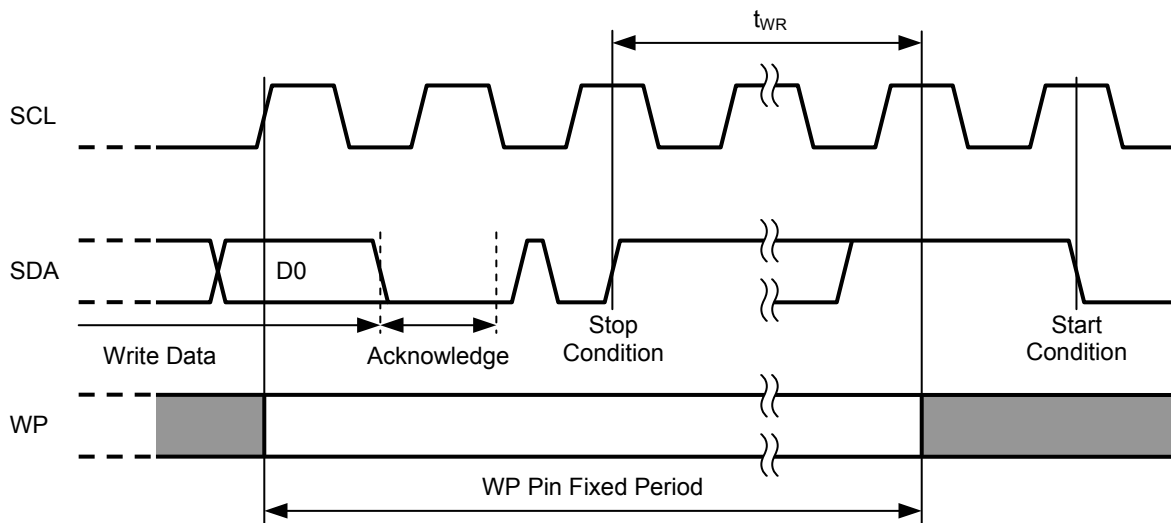 tWR
SCL
SDA
D0
Stop
Condition
Start
Condition
Write Data
Acknowledge
WP
WP Pin Fixed Period